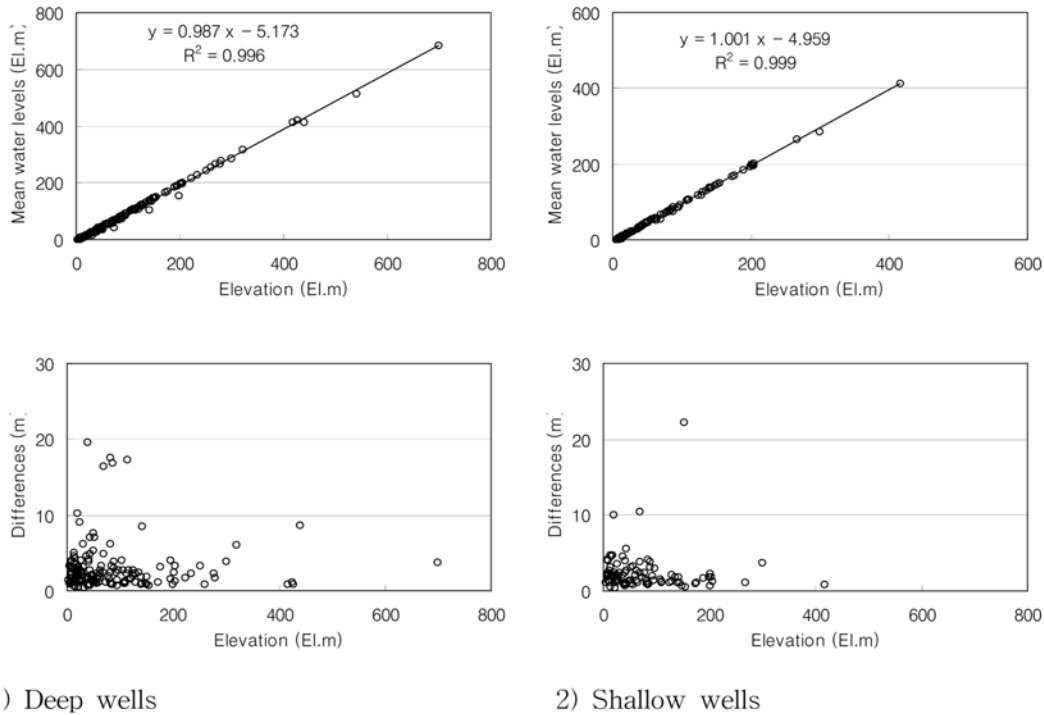 Mean water levels (El.m)
800
600
400
200
0
y = 0.987 x - 5.173
R² = 0.996
0 200 400 600 800
Elevation (El.m)
Mean water levels (El.m)
600
400
200
0
y = 1.001 x - 4.959
R² = 0.999
0 200 400 600
Elevation (El.m)
Differences (m
30
20
10
0
0 200 400 600 800
Elevation (El.m)
Differences (m
30
20
10
0
0 200 400 600 800
Elevation (El.m)
) Deep wells
2) Shallow wells